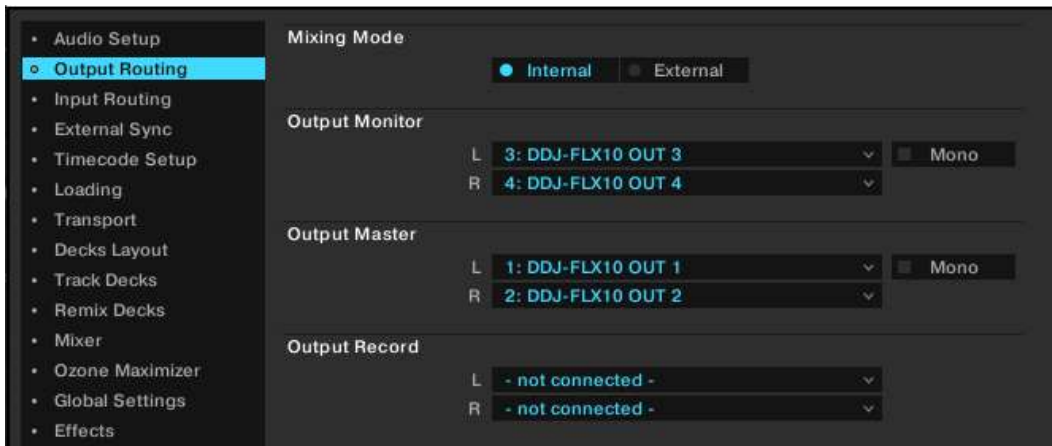 Audio Setup
Output Routing
Input Routing
External Sync
Timecode Setup
Loading
Transport
Decks Layout
Track Decks
Remix Decks
Mixer
Ozone Maximizer
Global Settings
Effects
Mixing Mode
Internal External
Output Monitor
L 3: DDJ-FLX10 OUT 3 Mono
R 4: DDJ-FLX10 OUT 4
Output Master
L 1: DDJ-FLX10 OUT 1 Mono
R 2: DDJ-FLX10 OUT 2
Output Record
L - not connected -
R - not connected -